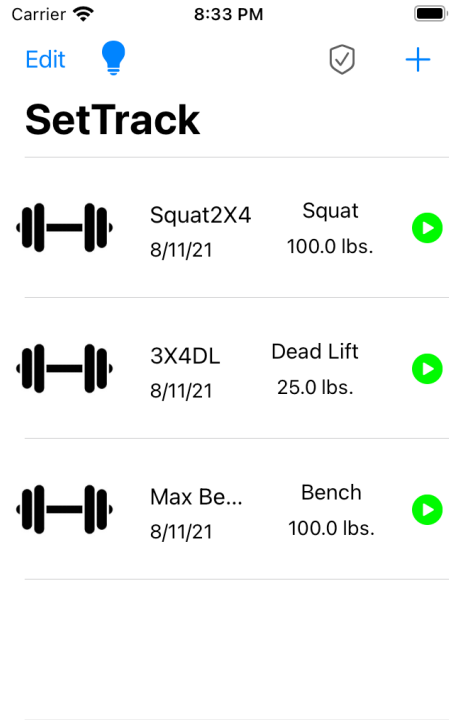 Carrier 8:33 PM
Edit
SetTrack
Squat2X4 Squat
8/11/21 100.0 lbs.
3X4DL Dead Lift
8/11/21 25.0 lbs.
Max Be... Bench
8/11/21 100.0 lbs.